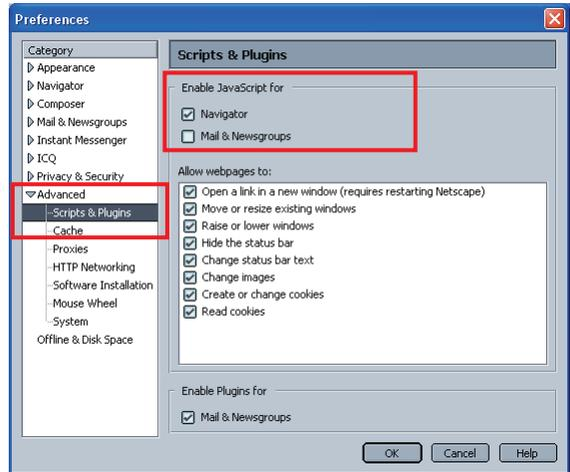 Preferences
Category
Appearance
Navigator
Composer
Mail & Newsgroups
Instant Messenger
ICQ
Privacy & Security
Advanced
Scripts & Plugins
Cache
Proxies
HTTP Networking
Software Installation
Mouse Wheel
System
Offline & Disk Space
Scripts & Plugins
Enable JavaScript for
Navigator
Mail & Newsgroups
Allow webpages to:
Open a link in a new window (requires restarting Netscape)
Move or resize existing windows
Raise or lower windows
Hide the status bar
Change status bar text
Change images
Create or change cookies
Read cookies
Enable Plugins for
Mail & Newsgroups
OK
Cancel
Help